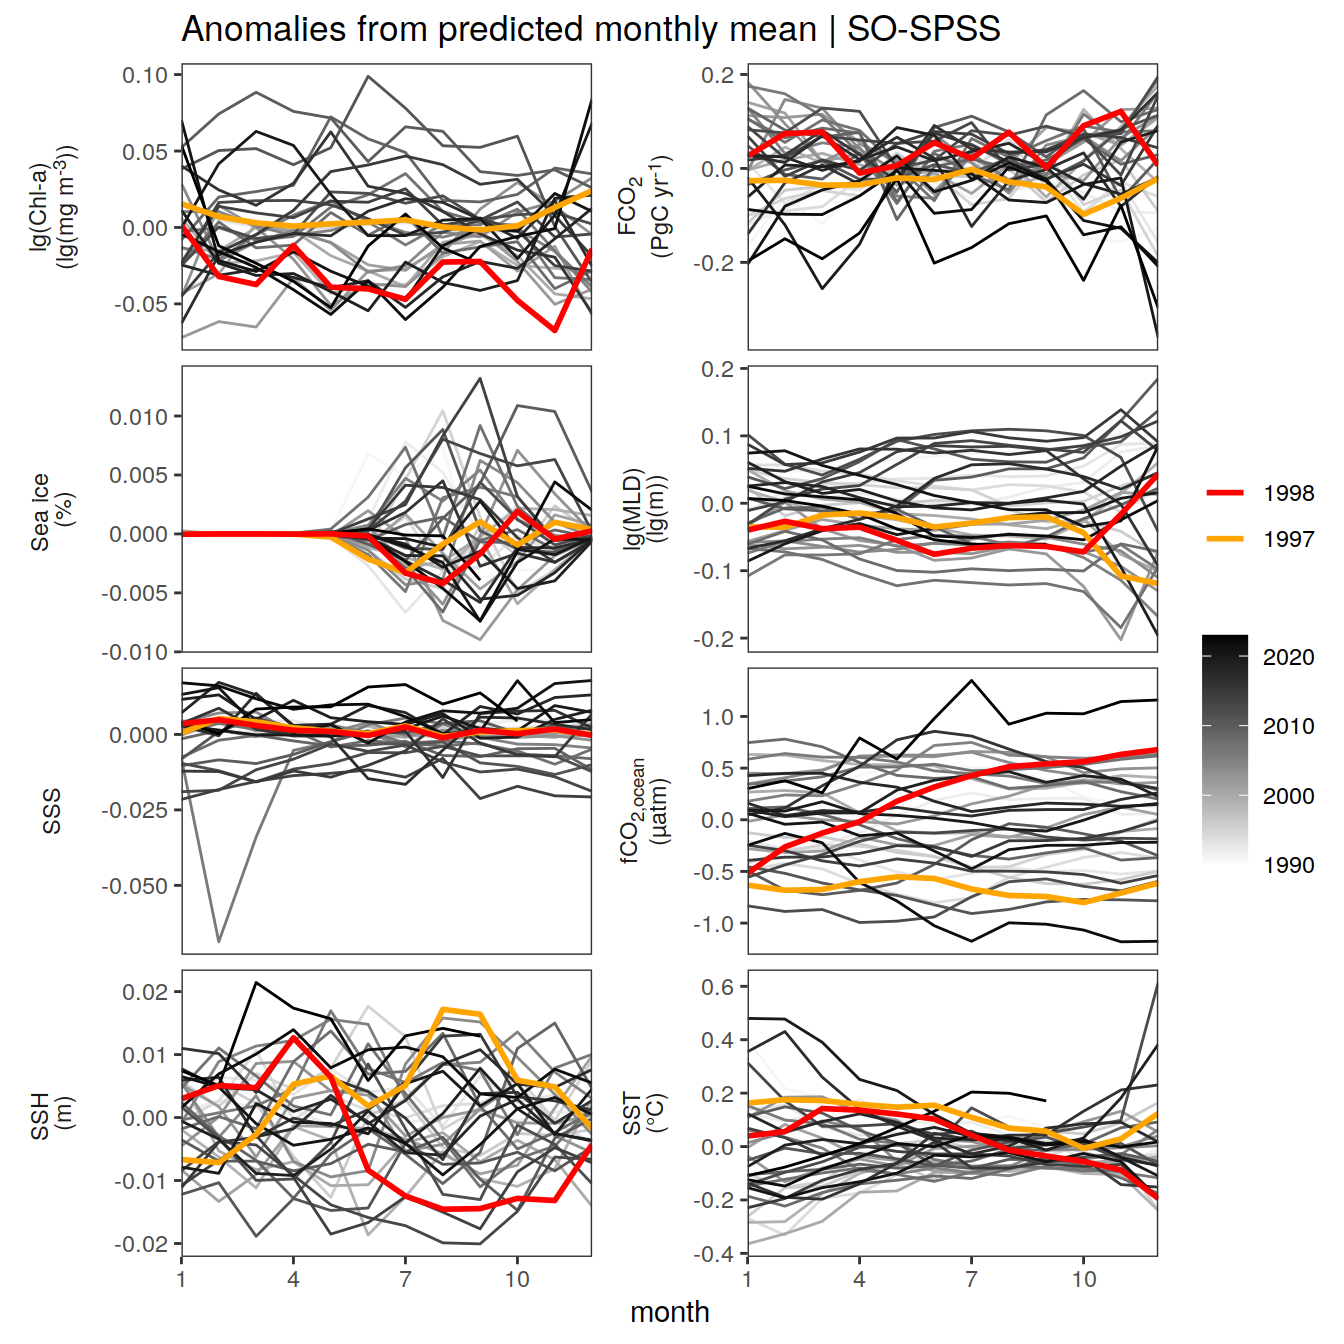 Anomalies from predicted monthly mean | SO-SPSS
lg(Chl-a)
(lg(mg m⁻³))
0.10
0.05
0.00
-0.05
FCO₂
(PgC yr⁻¹)
0.2
0.0
-0.2
Sea Ice
(%)
0.010
0.005
0.000
-0.005
-0.010
lg(MLD)
(lg(m))
0.2
0.1
0.0
-0.1
-0.2
SSS
0.000
-0.025
-0.050
fCO₂,ocean
(µatm)
1.0
0.5
0.0
-0.5
-1.0
SSH
(m)
0.02
0.01
0.00
-0.01
-0.02
SST
(°C)
0.6
0.4
0.2
0.0
-0.2
-0.4
1 4 7 10
1 4 7 10
month
1998
1997
2020
2010
2000
1990